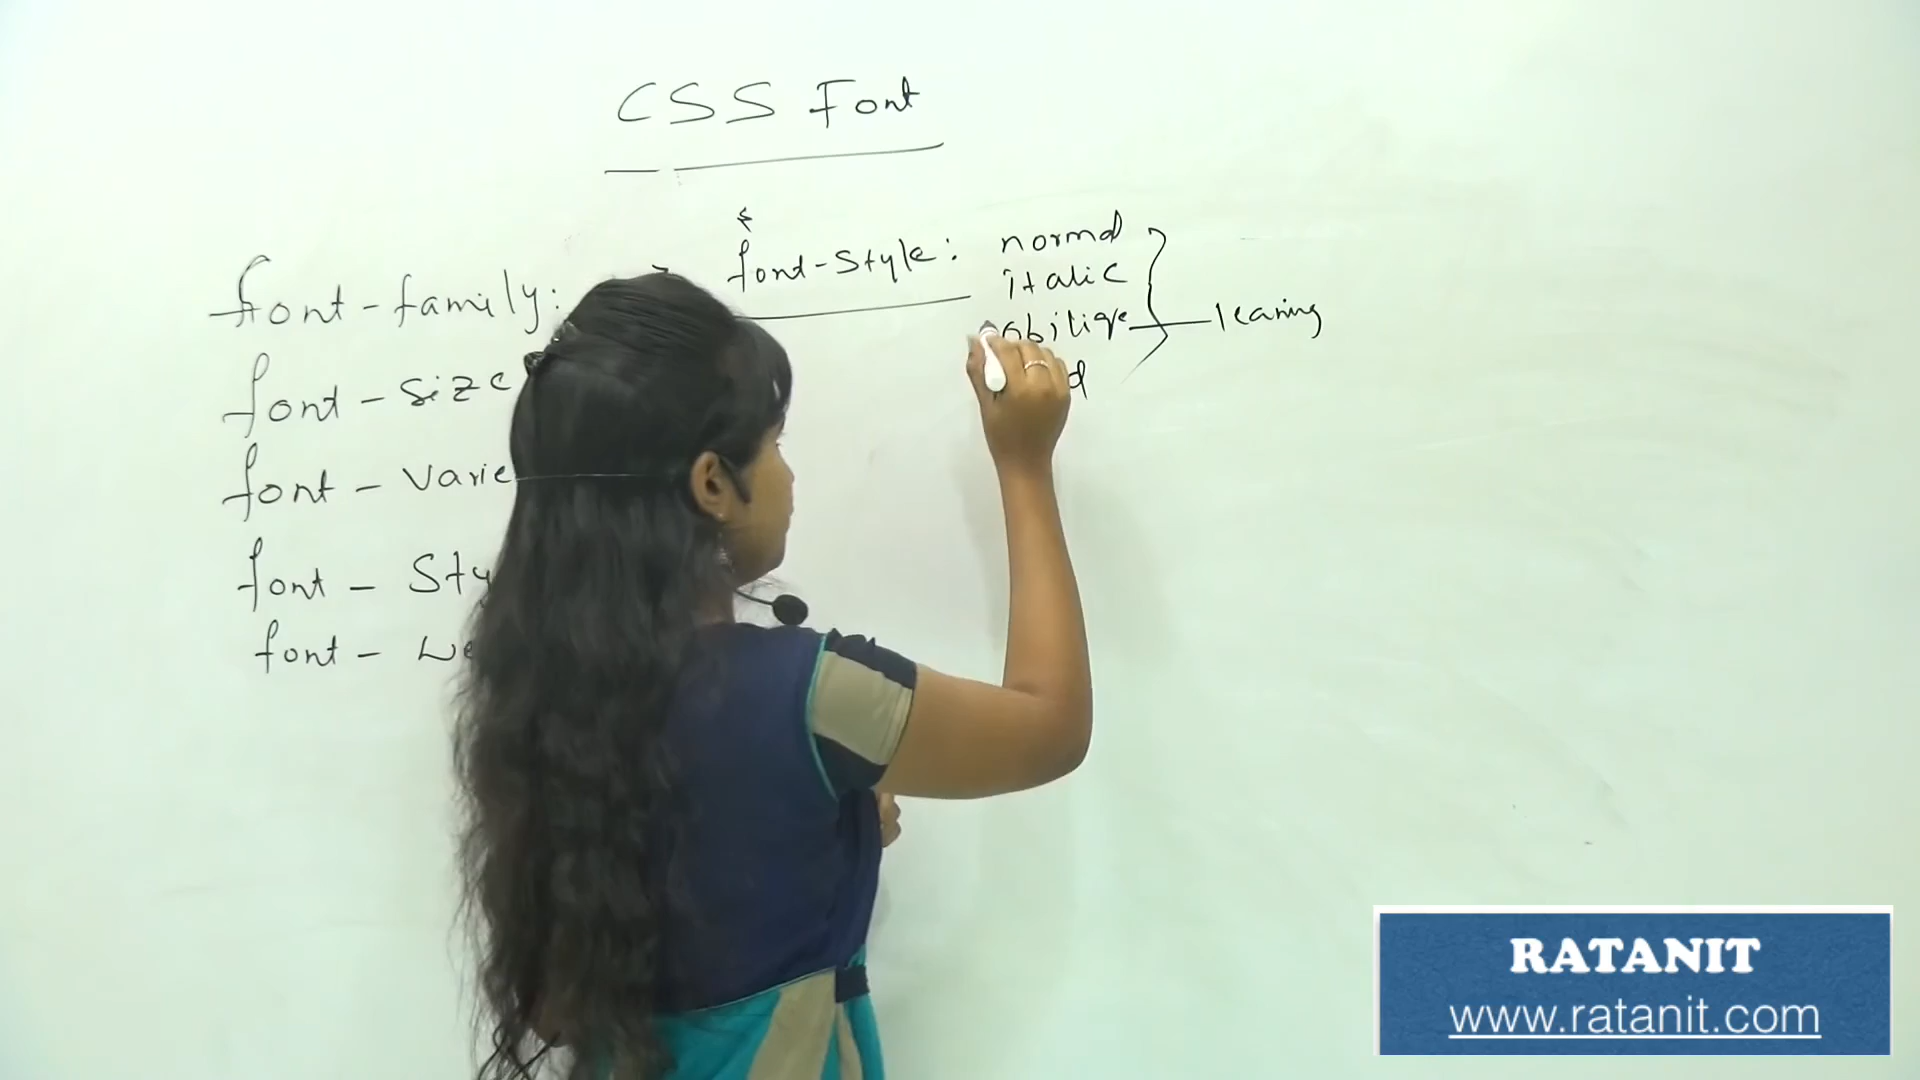 CSS Font
font-family:
font-size
font-varie
font-sty
font-we
font-style: normal
italic
obilique leaning
RATANIT
www.ratanit.com